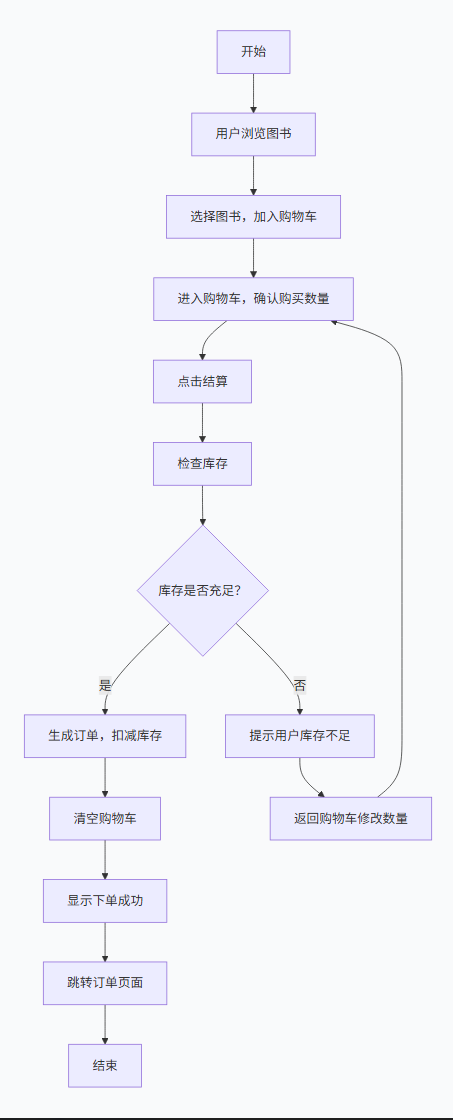 开始
用户浏览图书
选择图书，加入购物车
进入购物车，确认购买数量
点击结算
检查库存
库存是否充足？
是
否
生成订单，扣减库存
提示用户库存不足
清空购物车
返回购物车修改数量
显示下单成功
跳转订单页面
结束